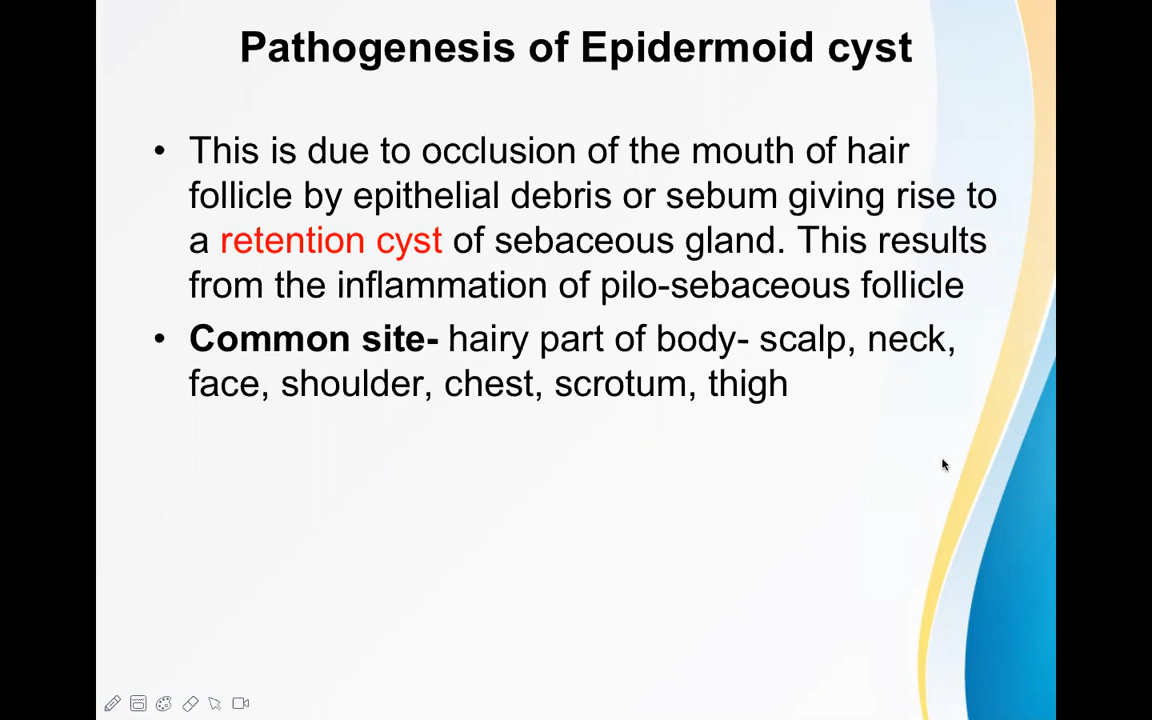 Pathogenesis of Epidermoid cyst
• This is due to occlusion of the mouth of hair
follicle by epithelial debris or sebum giving rise to
a retention cyst of sebaceous gland. This results
from the inflammation of pilo-sebaceous follicle
• Common site- hairy part of body- scalp, neck,
face, shoulder, chest, scrotum, thigh